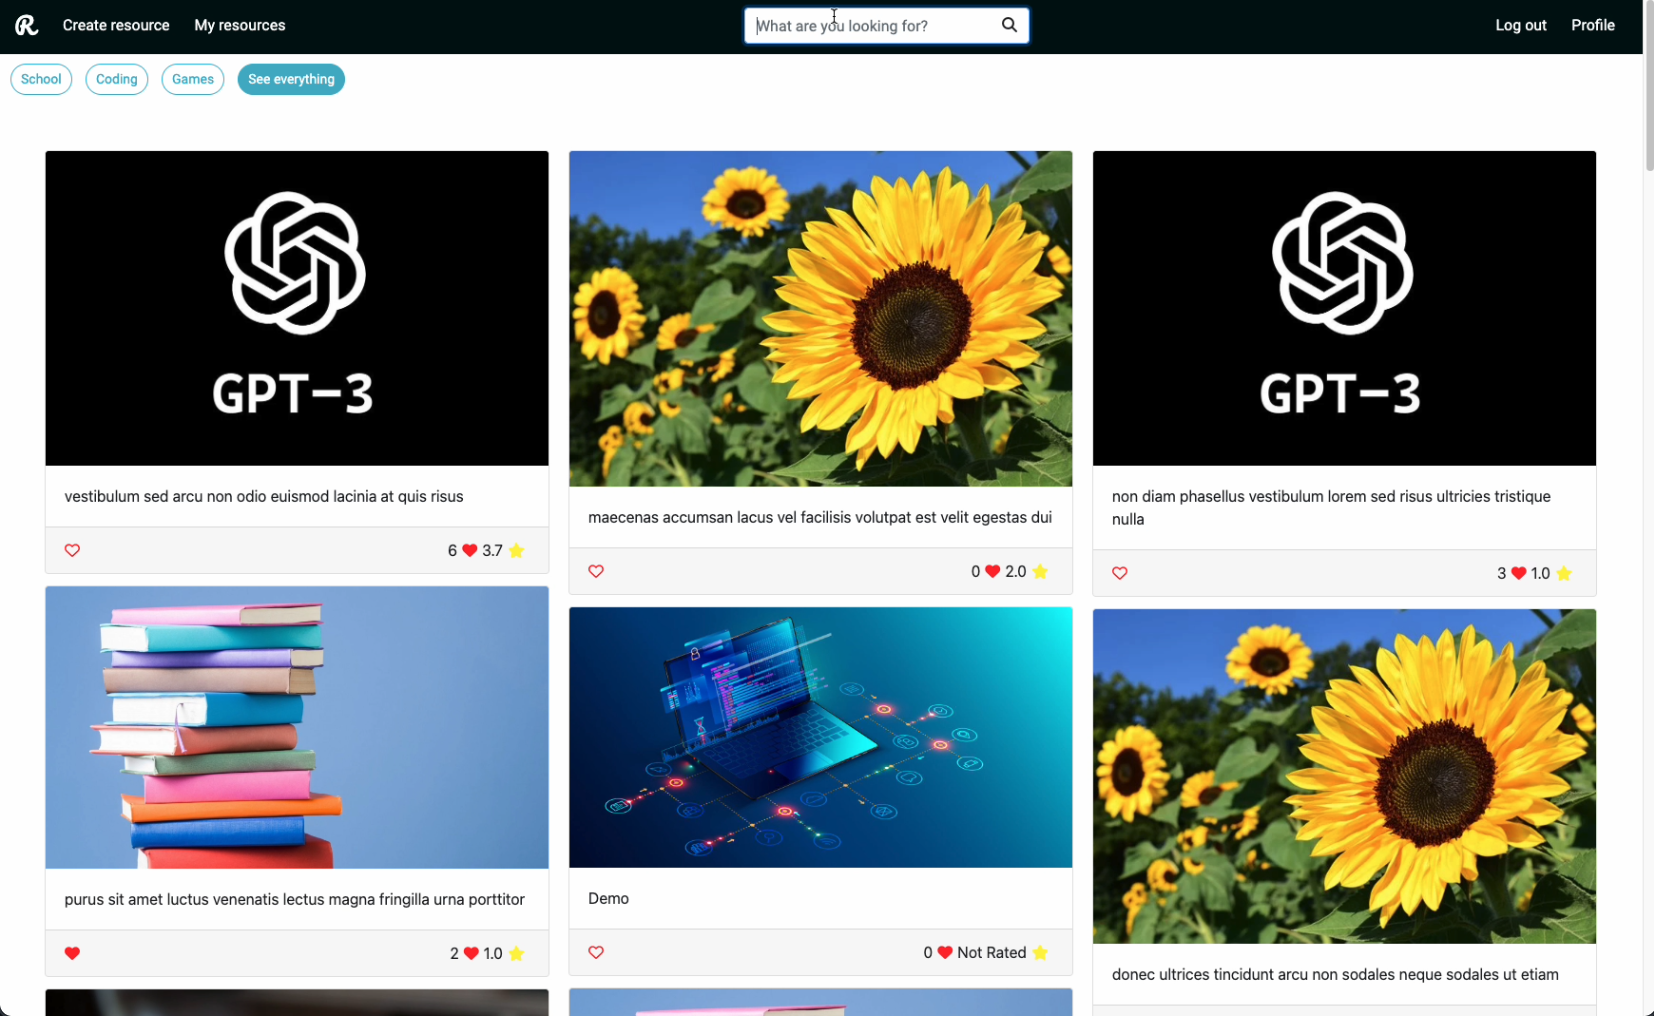 R Create resource My resources What are you looking for? Log out Profile
School Coding Games See everything
GPT-3
vestibulum sed arcu non odio euismod lacinia at quis risus
6 3.7
maecenas accumsan lacus vel facilisis volutpat est velit egestas dui
0 2.0
GPT-3
non diam phasellus vestibulum lorem sed risus ultricies tristique
nulla
3 1.0
purus sit amet luctus venenatis lectus magna fringilla urna porttitor
2 1.0
Demo
0 Not Rated
donec ultrices tincidunt arcu non sodales neque sodales ut etiam